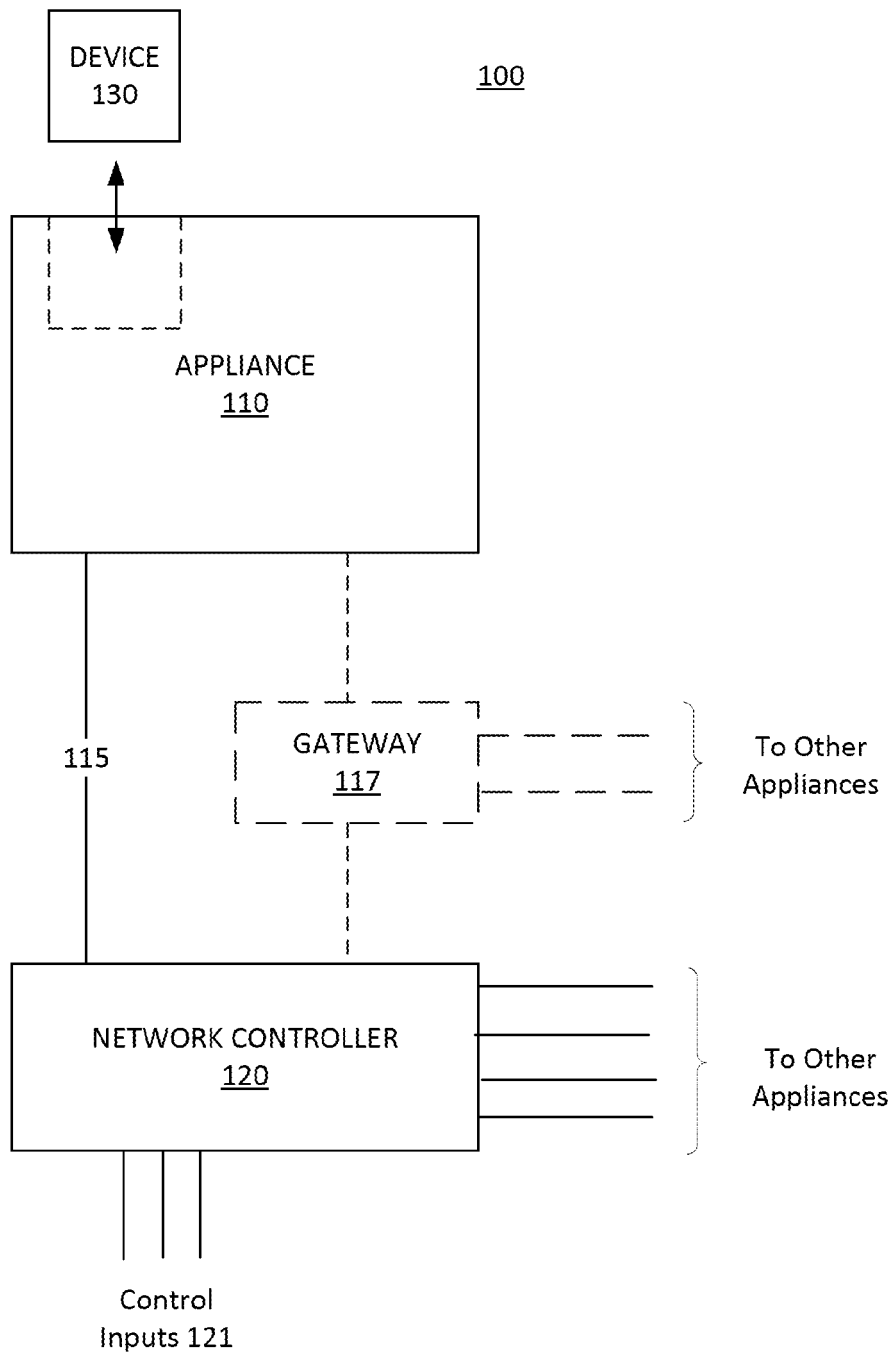 DEVICE
130
100
APPLIANCE
110
115
GATEWAY
117
To Other
Appliances
NETWORK CONTROLLER
120
To Other
Appliances
Control
Inputs 121